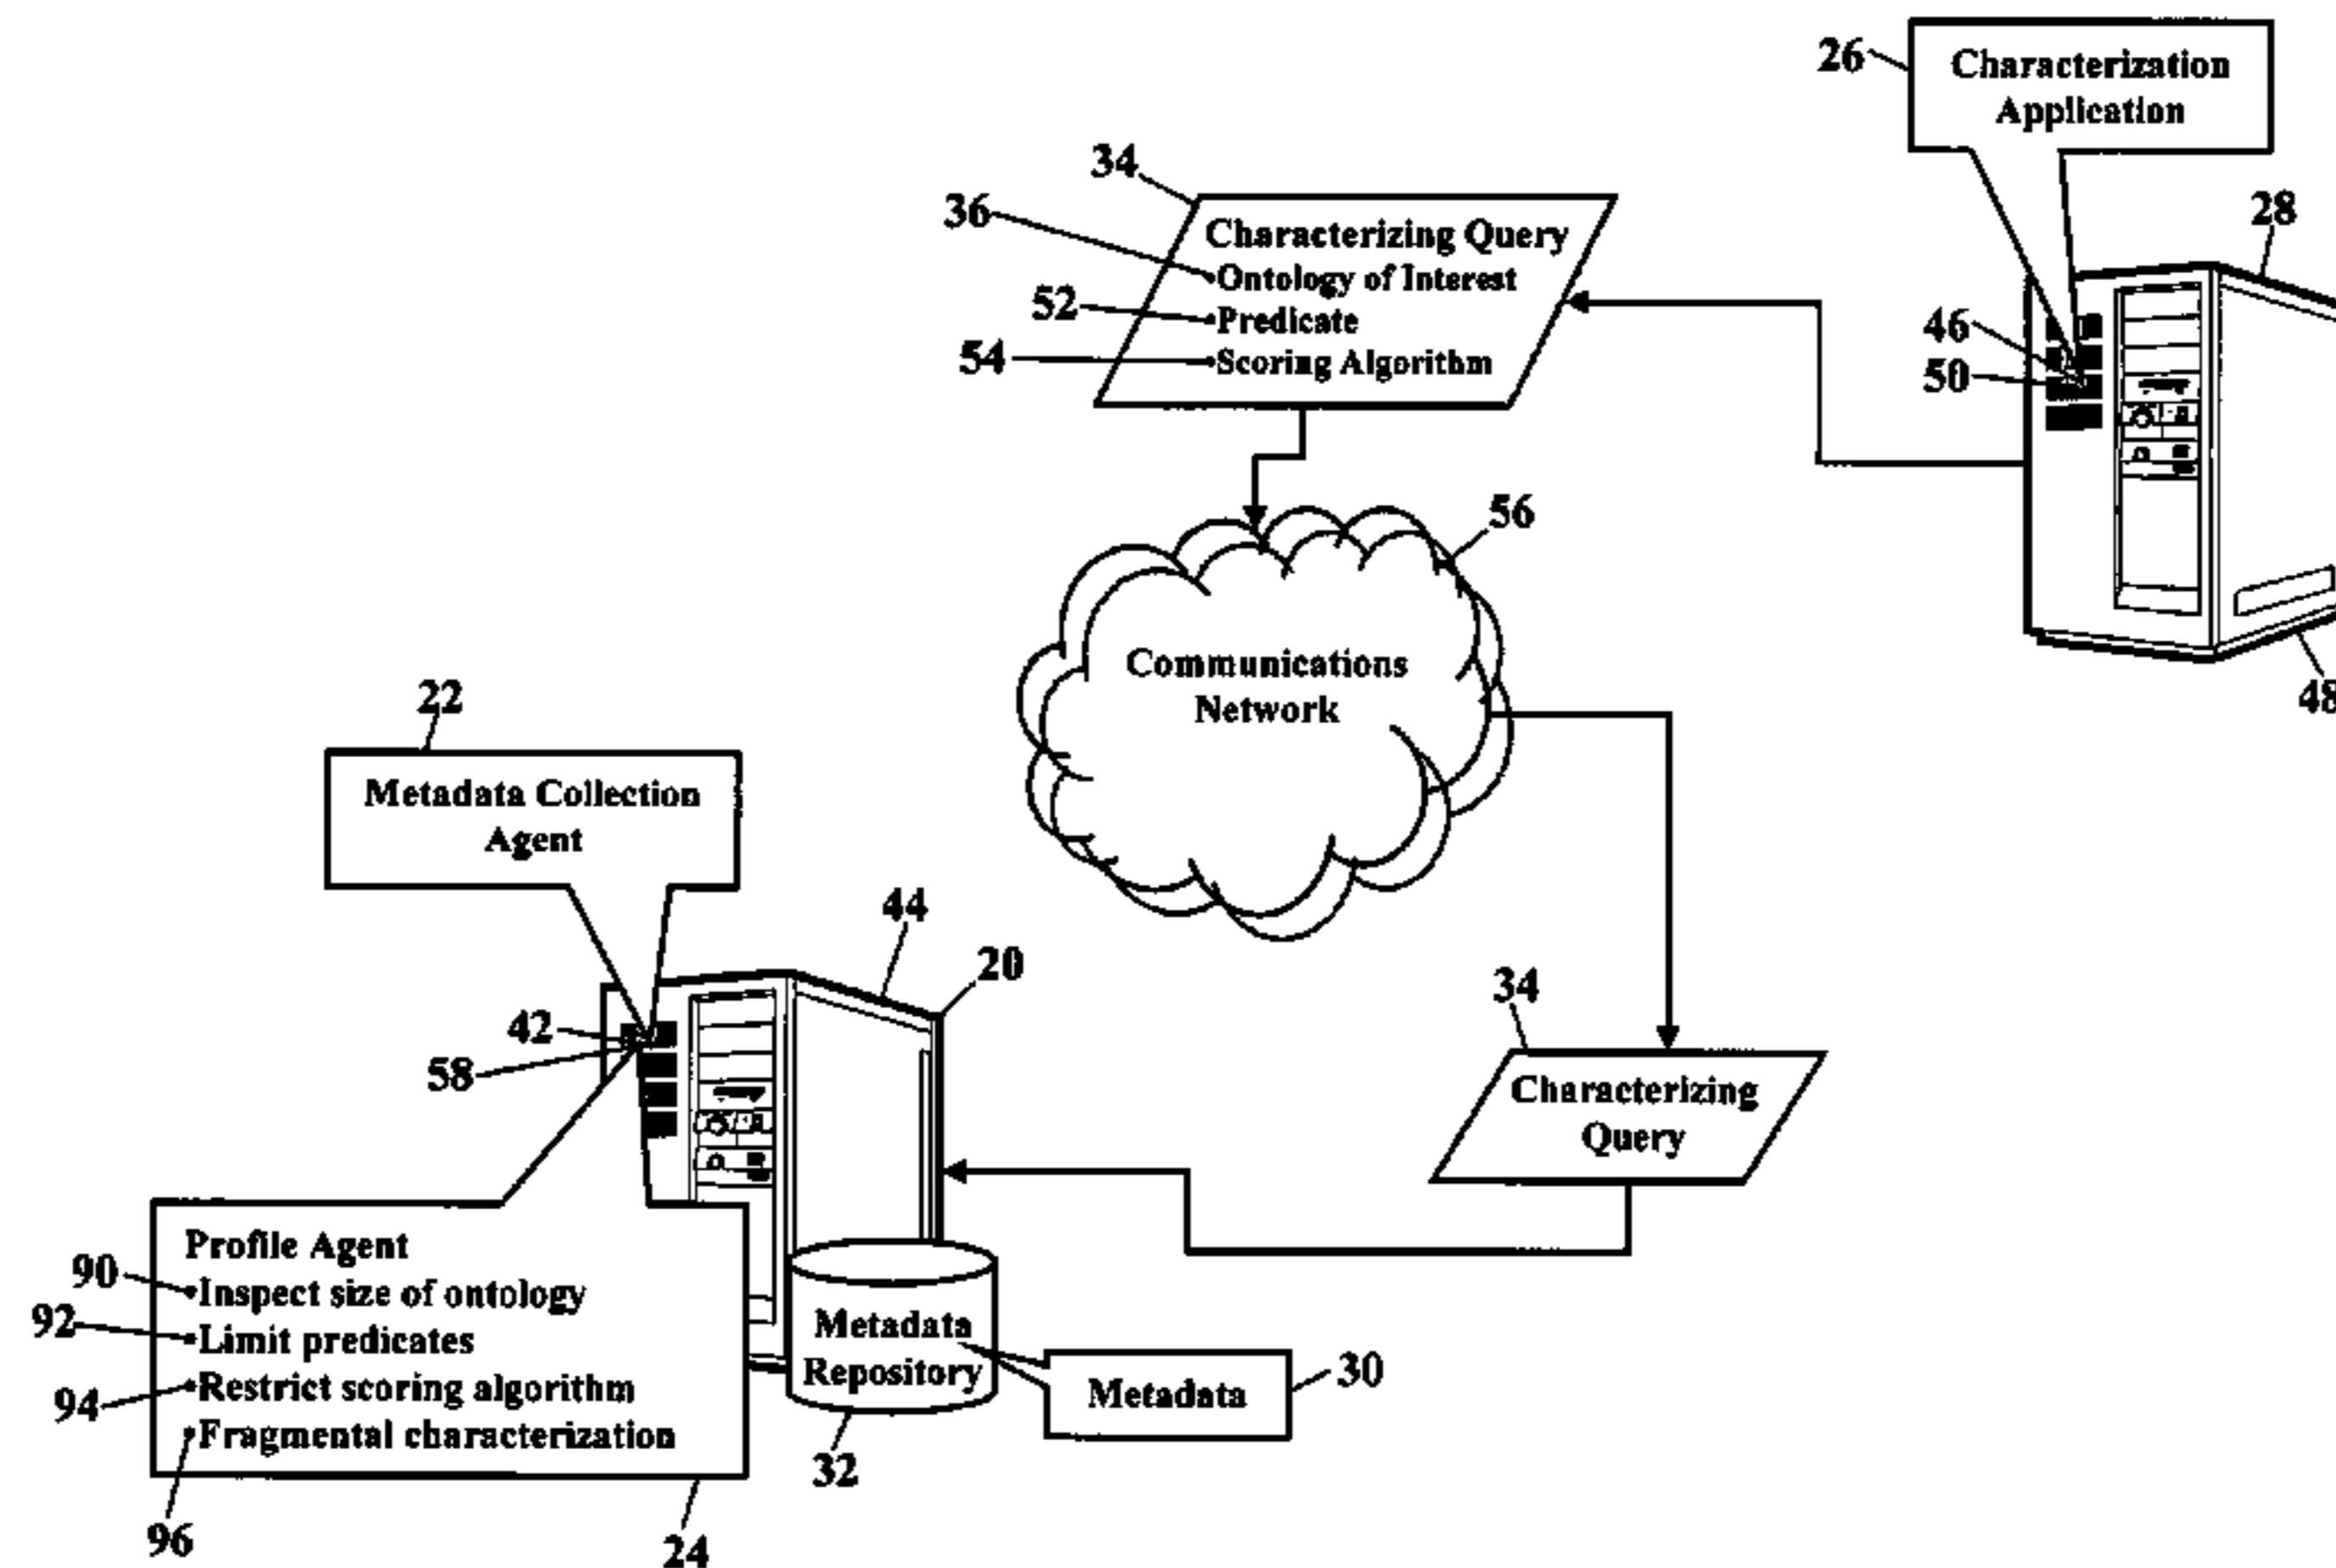 26
Characterization
Application
28
46
50
48
34
36
52
54
Characterizing Query
•Ontology of Interest
•Predicate
•Scoring Algorithm
56
Communications
Network
22
Metadata Collection
Agent
44
20
42
58
34
Characterizing
Query
90
92
94
96
Profile Agent
•Inspect size of ontology
•Limit predicates
•Restrict scoring algorithm
•Fragmental characterization
24
Metadata
Repository
32
Metadata
30